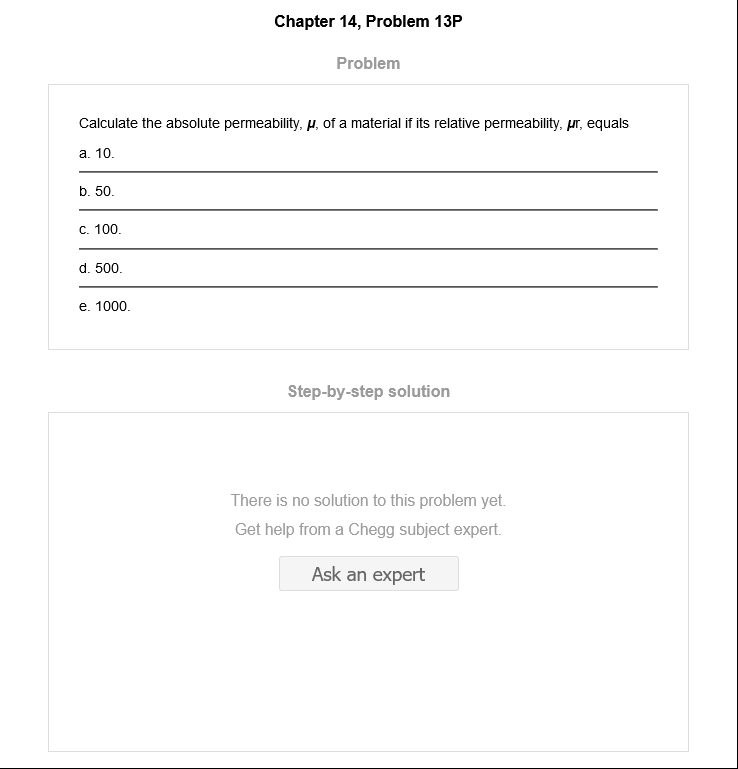 Chapter 14, Problem 13P
Problem
Calculate the absolute permeability, μ, of a material if its relative permeability, μr, equals
a. 10.
b. 50.
c. 100.
d. 500.
e. 1000.
Step-by-step solution
There is no solution to this problem yet.
Get help from a Chegg subject expert.
Ask an expert